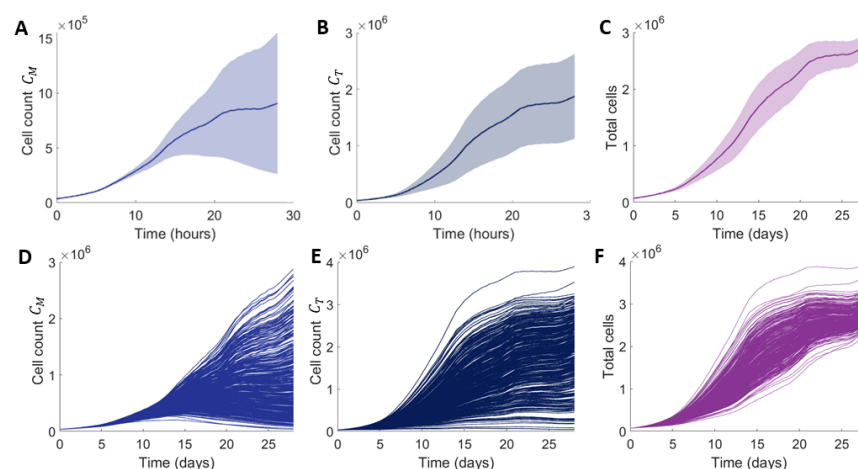 A
×10^5
15
10
5
0
Cell count C_M
0 10 20 30
Time (hours)
B
×10^6
3
2
1
0
Cell count C_T
0 10 20 3
Time (hours)
C
×10^6
3
2
1
0
Total cells
0 5 10 15 20 25
Time (days)
D
×10^6
3
2
1
0
Cell count C_M
0 5 10 15 20 25
Time (days)
E
×10^6
4
3
2
1
0
Cell count C_T
0 5 10 15 20 25
Time (days)
F
×10^6
4
3
2
1
0
Total cells
0 5 10 15 20 25
Time (days)